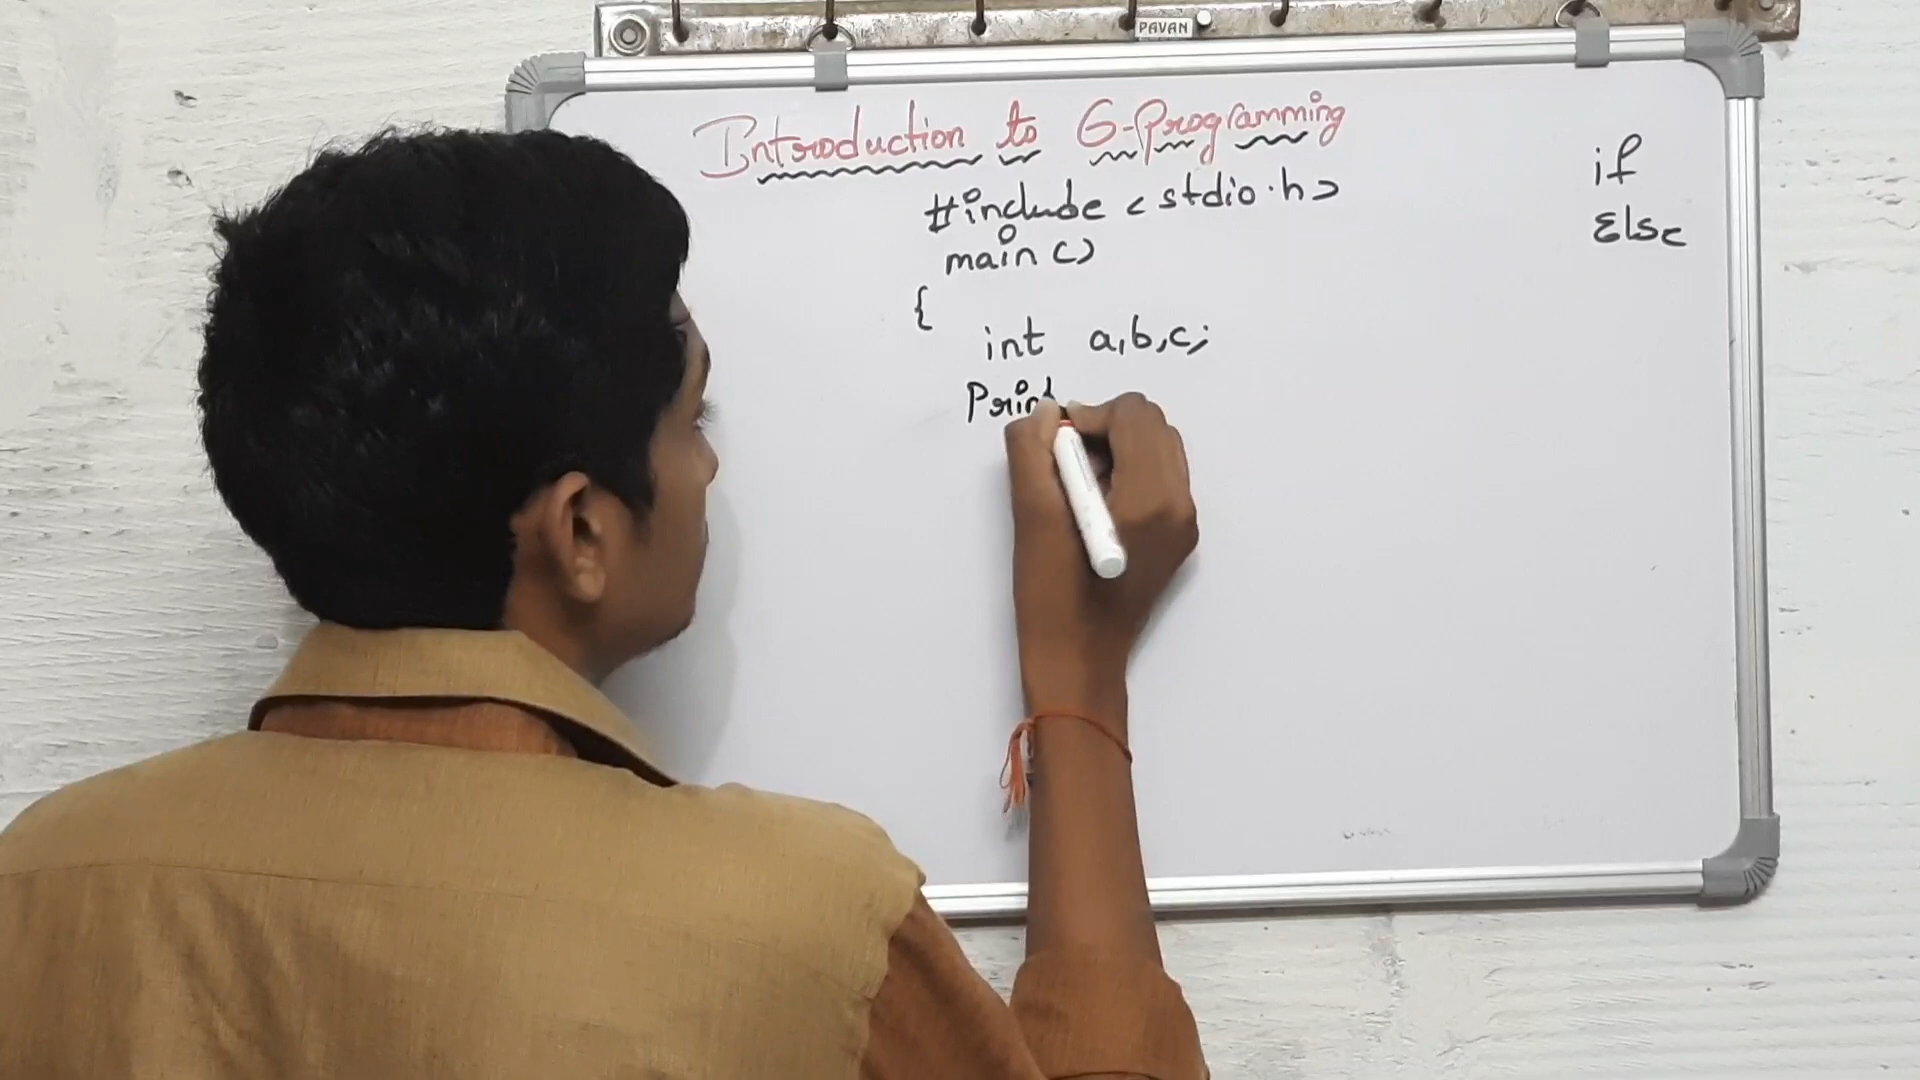 PAVAN
Introduction to C-Programming
#include <stdio.h>
main ()
{
int a,b,c;
Print
if
Else